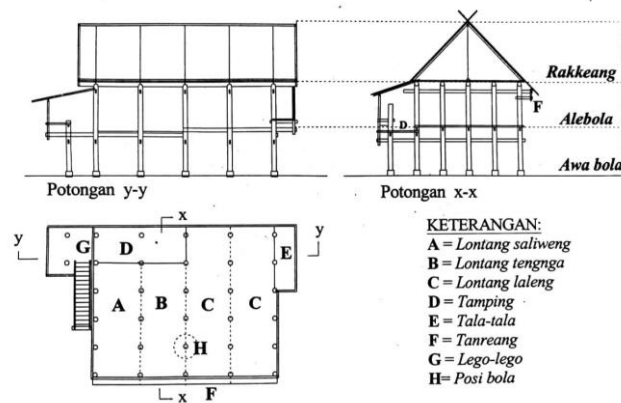 Rakkeang
F
D
Alebola
Awa bola
Potongan y-y
Potongan x-x
x
y
G
D
E
y
A
B
C
C
H
x
F
KETERANGAN:
A = Lontang saliweng
B = Lontang tengnga
C = Lontang laleng
D = Tamping
E = Tala-tala
F = Tanreang
G = Lego-lego
H= Posi bola